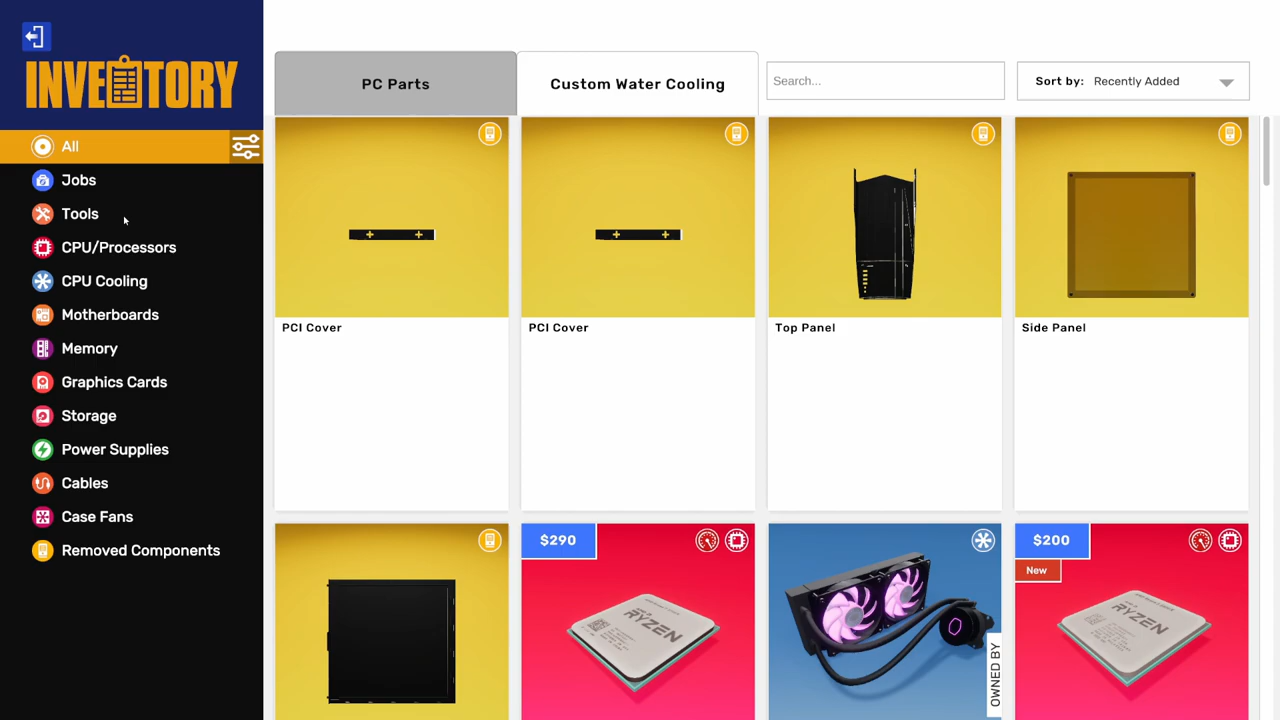 INVENTORY
PC Parts
Custom Water Cooling
Search...
Sort by: Recently Added
All
Jobs
Tools
CPU/Processors
CPU Cooling
Motherboards
Memory
Graphics Cards
Storage
Power Supplies
Cables
Case Fans
Removed Components
PCI Cover
PCI Cover
Top Panel
Side Panel
$290
RYZEN
OWNED BY
$200
New
RYZEN